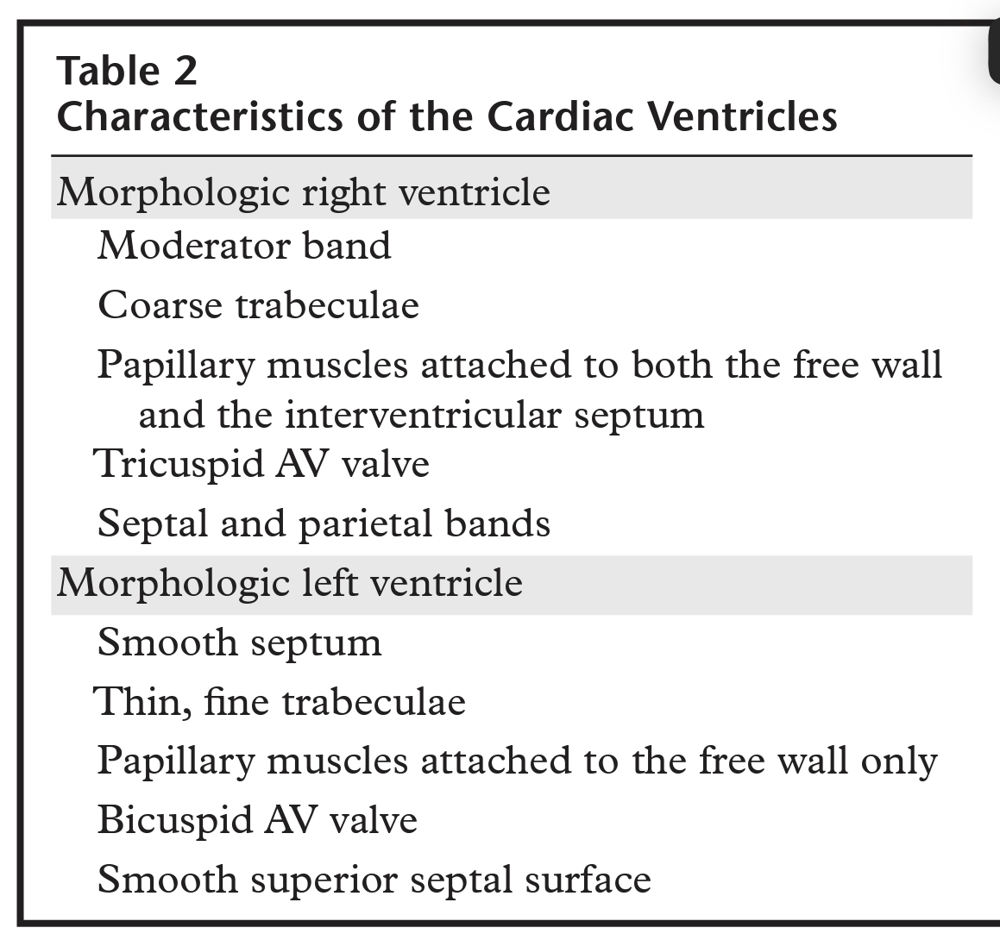 Table 2
Characteristics of the Cardiac Ventricles
Morphologic right ventricle
Moderator band
Coarse trabeculae
Papillary muscles attached to both the free wall
and the interventricular septum
Tricuspid AV valve
Septal and parietal bands
Morphologic left ventricle
Smooth septum
Thin, fine trabeculae
Papillary muscles attached to the free wall only
Bicuspid AV valve
Smooth superior septal surface